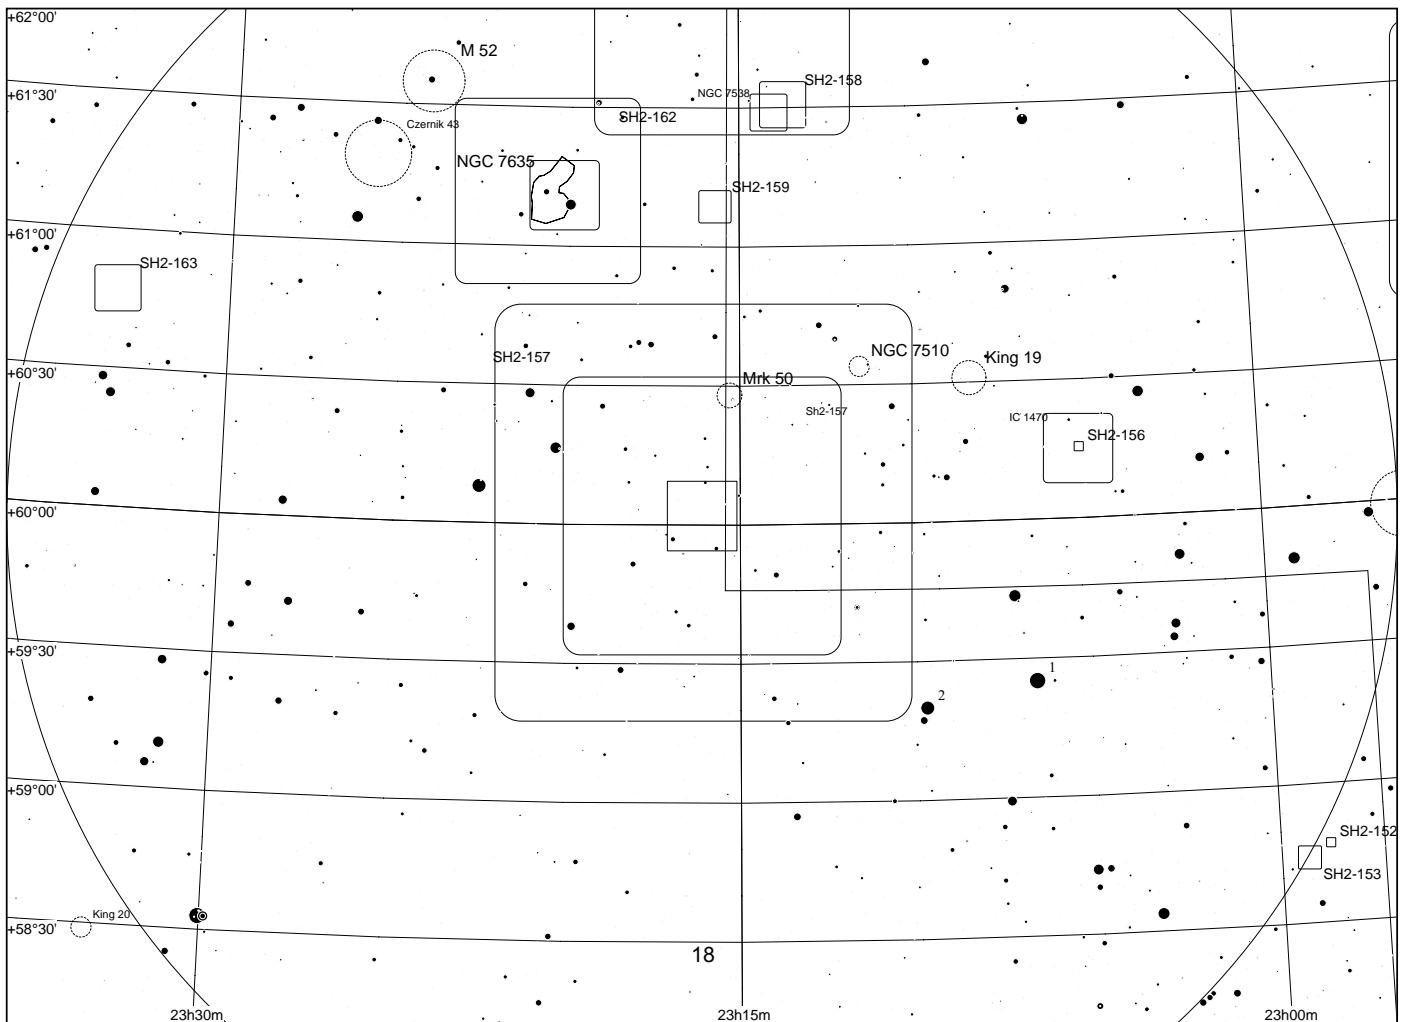 +62°00'
M 52
SH2-158
NGC 7538
+61°30'
SH2-162
Czernik 43
NGC 7635
SH2-159
+61°00'
SH2-163
NGC 7510
SH2-157
King 19
+60°30'
Mrk 50
Sh2-157
IC 1470
SH2-156
+60°00'
+59°30'
1
2
+59°00'
SH2-152
SH2-153
King 20
+58°30'
18
23h30m
23h15m
23h00m